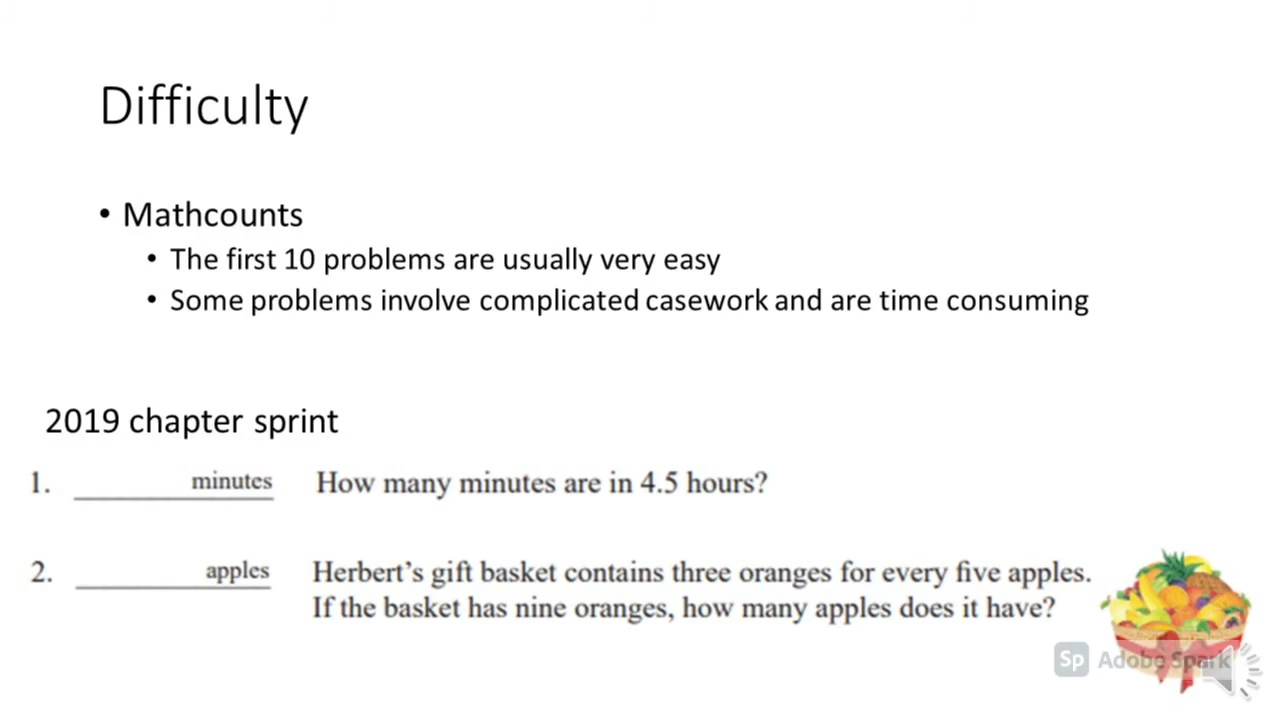 Difficulty
• Mathcounts
• The first 10 problems are usually very easy
• Some problems involve complicated casework and are time consuming
2019 chapter sprint
1. ____________ minutes How many minutes are in 4.5 hours?
2. ____________ apples Herbert's gift basket contains three oranges for every five apples.
If the basket has nine oranges, how many apples does it have?
Sp Adobe Spark